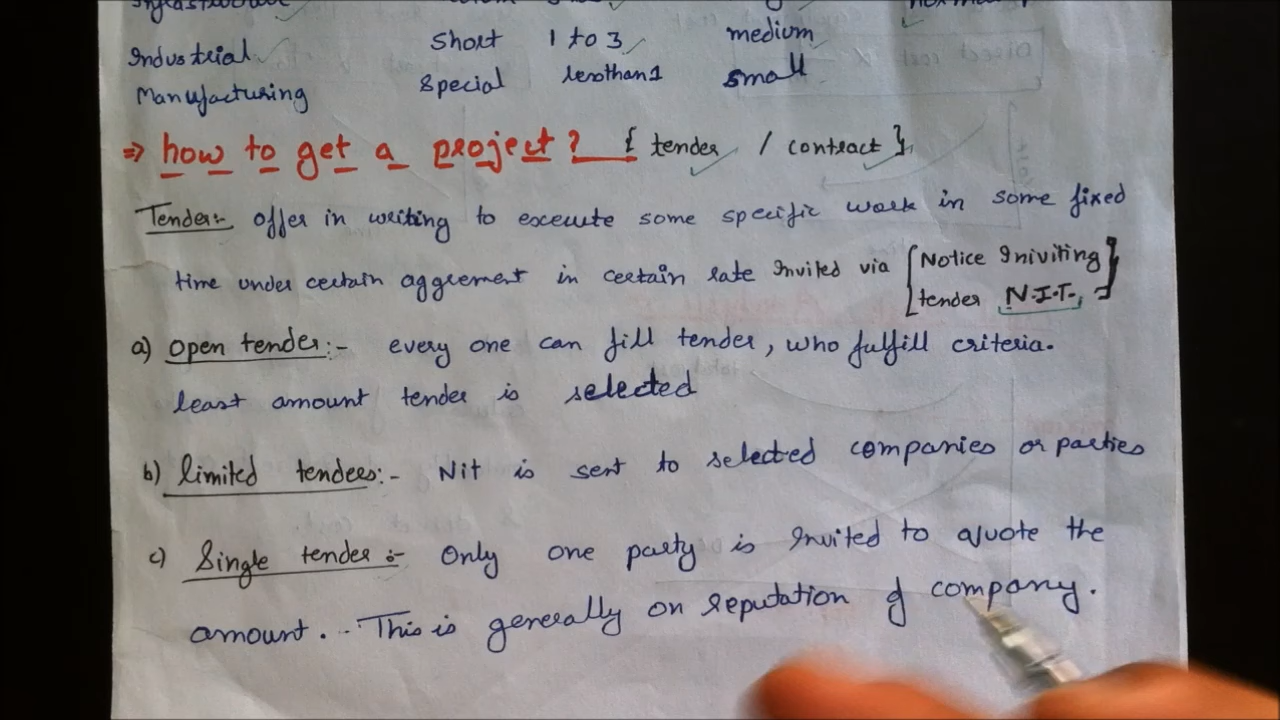 Industrial short 1 to 3 medium
Manufacturing special lessthan1 small
⇒ how to get a project? { tender / contract }
Tender:- offer in writing to execute some specific work in some fixed
time under certain aggrement in certain rate Invited via [Notice Iniviting
tender N.I.T.]
a) open tender:- every one can fill tender, who fulfill criteria.
least amount tender is selected
b) limited tenders:- Nit is sent to selected companies or parties
c) Single tender :- Only one party is Invited to quote the
amount. .. This is generally on reputation of company.